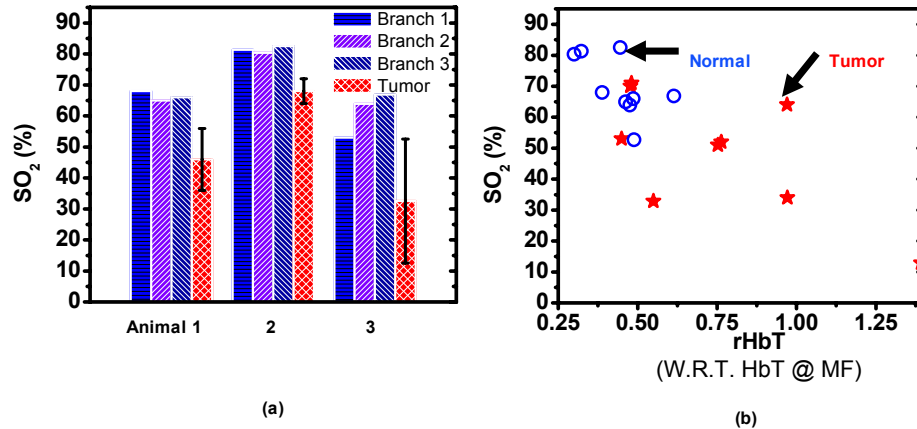 90
80
70
60
50
40
30
20
10
0
SO2 (%)
Branch 1
Branch 2
Branch 3
Tumor
Animal 1 2 3
(a)
90
80
70
60
50
40
30
20
10
0
SO2 (%)
Normal
Tumor
0.25 0.50 0.75 1.00 1.25
rHbT
(W.R.T. HbT @ MF)
(b)